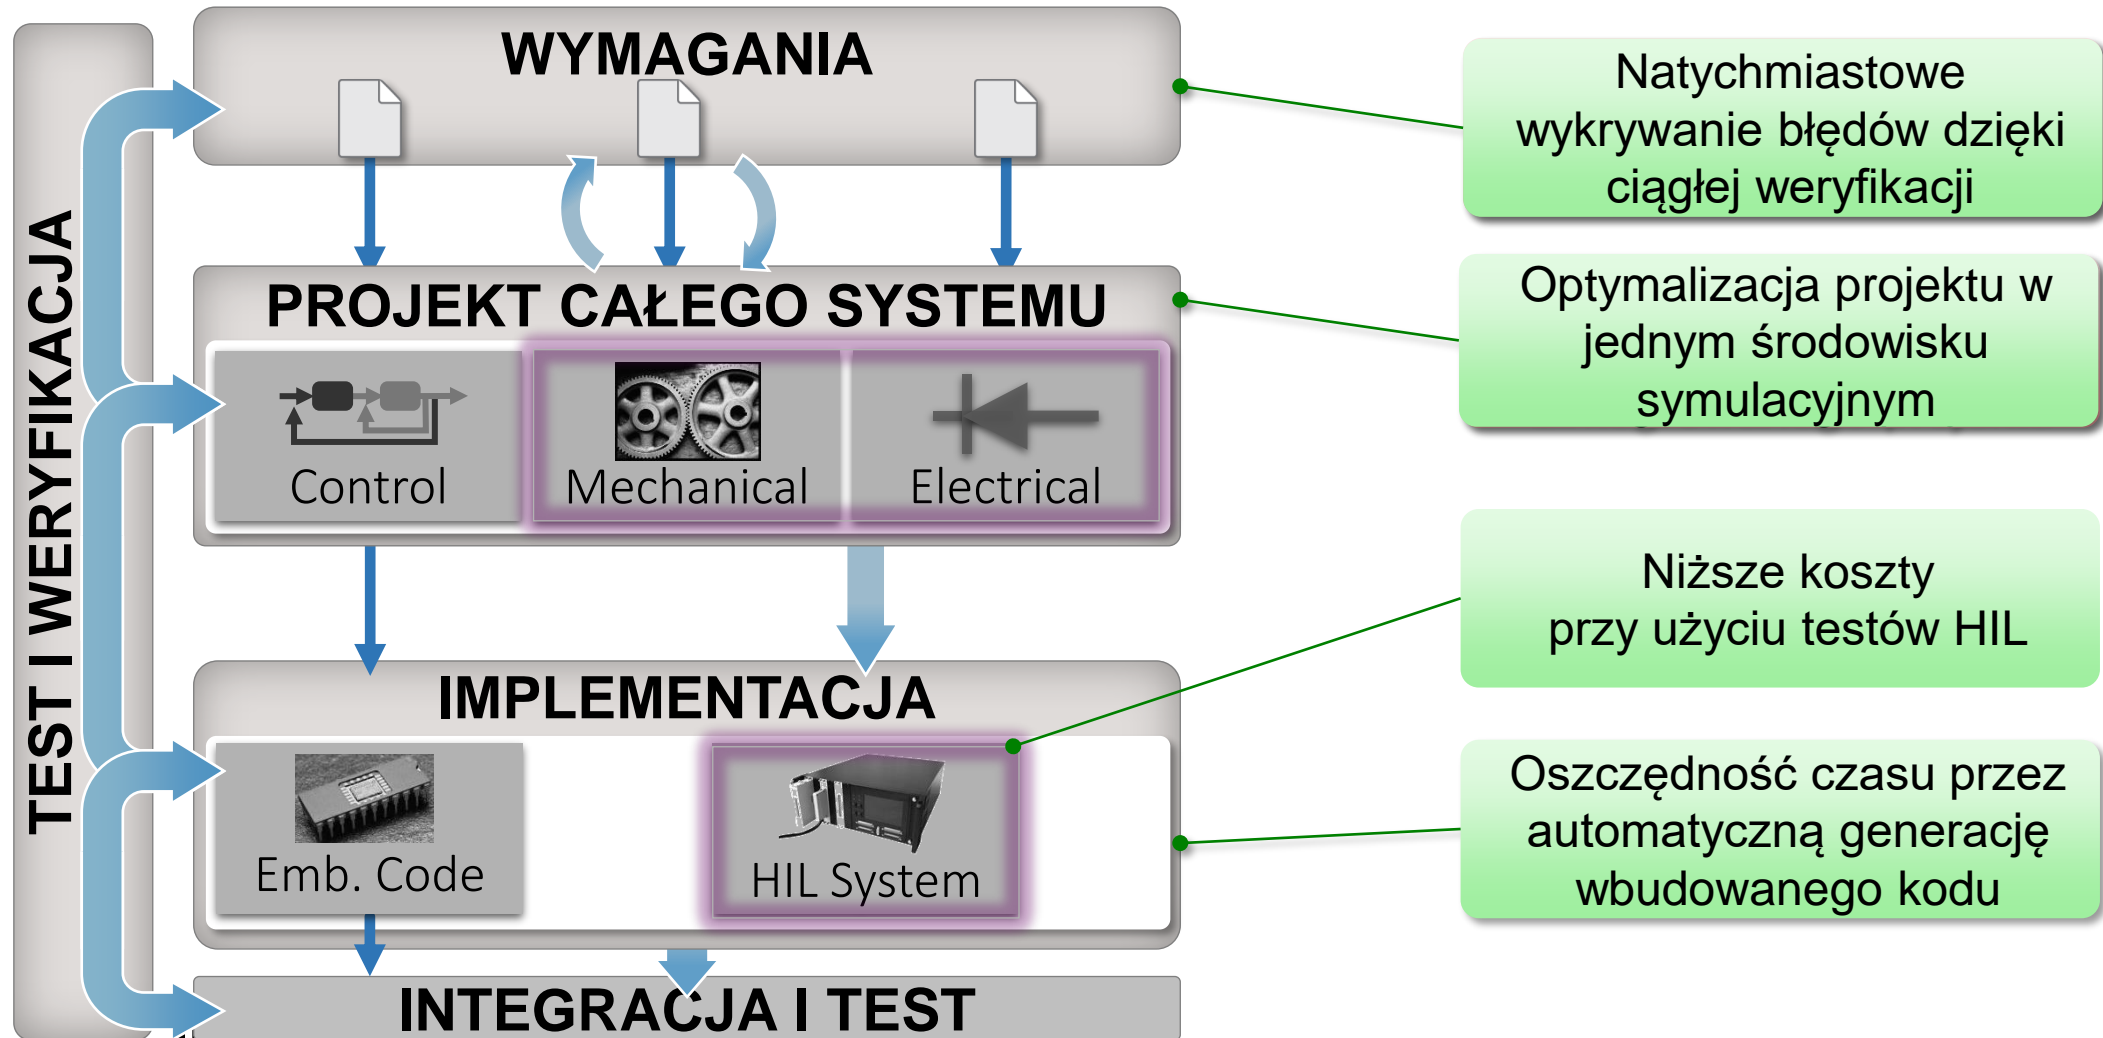 TEST I WERYFIKACJA
WYMAGANIA
PROJEKT CAŁEGO SYSTEMU
Control
Mechanical
Electrical
IMPLEMENTACJA
Emb. Code
HIL System
INTEGRACJA I TEST
Natychmiastowe
wykrywanie błędów dzięki
ciągłej weryfikacji
Optymalizacja projektu w
jednym środowisku
symulacyjnym
Niższe koszty
przy użyciu testów HIL
Oszczędność czasu przez
automatyczną generację
wbudowanego kodu